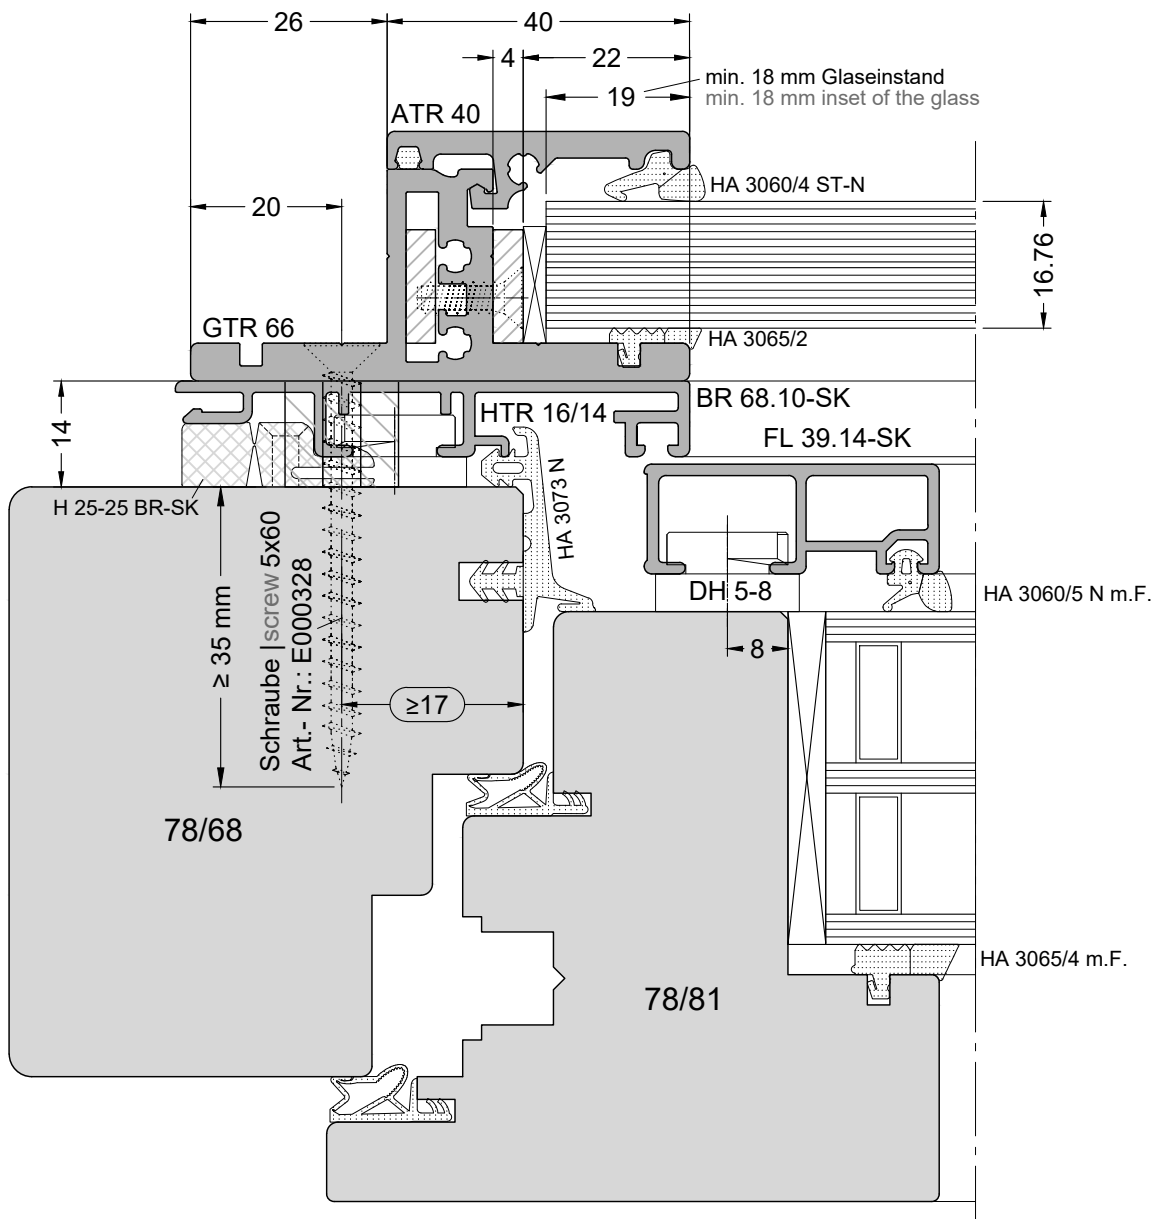 26
40
4
22
min. 18 mm Glaseinstand
19
min. 18 mm inset of the glass
ATR 40
HA 3060/4 ST-N
20
16.76
GTR 66
HA 3065/2
14
HTR 16/14
BR 68.10-SK
FL 39.14-SK
H 25-25 BR-SK
HA 3073 N
≥ 35 mm
Schraube | screw 5x60
Art.- Nr.: E000328
DH 5-8
HA 3060/5 N m.F.
8
≥17
78/68
HA 3065/4 m.F.
78/81